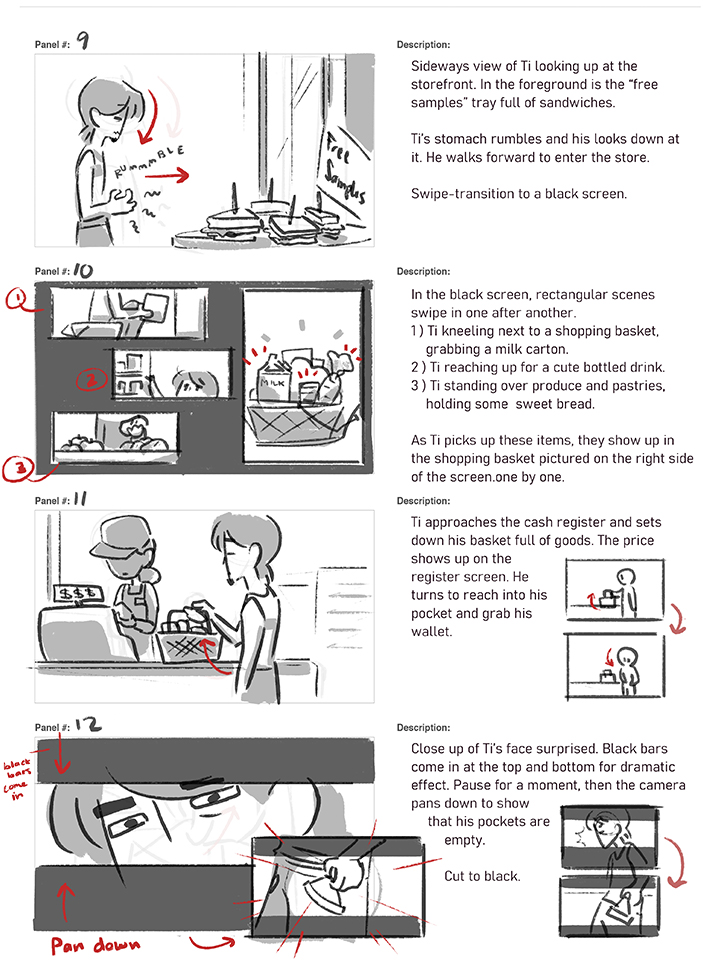 Panel #: 9
Description:
Sideways view of Ti looking up at the
storefront. In the foreground is the “free
samples” tray full of sandwiches.
Ti’s stomach rumbles and his looks down at
it. He walks forward to enter the store.
Swipe-transition to a black screen.
RUMMMBLE
Free
Samples
Panel #: 10
Description:
In the black screen, rectangular scenes
swipe in one after another.
1 ) Ti kneeling next to a shopping basket,
grabbing a milk carton.
2 ) Ti reaching up for a cute bottled drink.
3 ) Ti standing over produce and pastries,
holding some sweet bread.
As Ti picks up these items, they show up in
the shopping basket pictured on the right side
of the screen.one by one.
1
2
3
MILK
Panel #: 11
Description:
Ti approaches the cash register and sets
down his basket full of goods. The price
shows up on the
register screen. He
turns to reach into his
pocket and grab his
wallet.
$$$
Panel #: 12
Description:
Close up of Ti’s face surprised. Black bars
come in at the top and bottom for dramatic
effect. Pause for a moment, then the camera
pans down to show
that his pockets are
empty.
Cut to black.
black
bars
come
in
Pan down